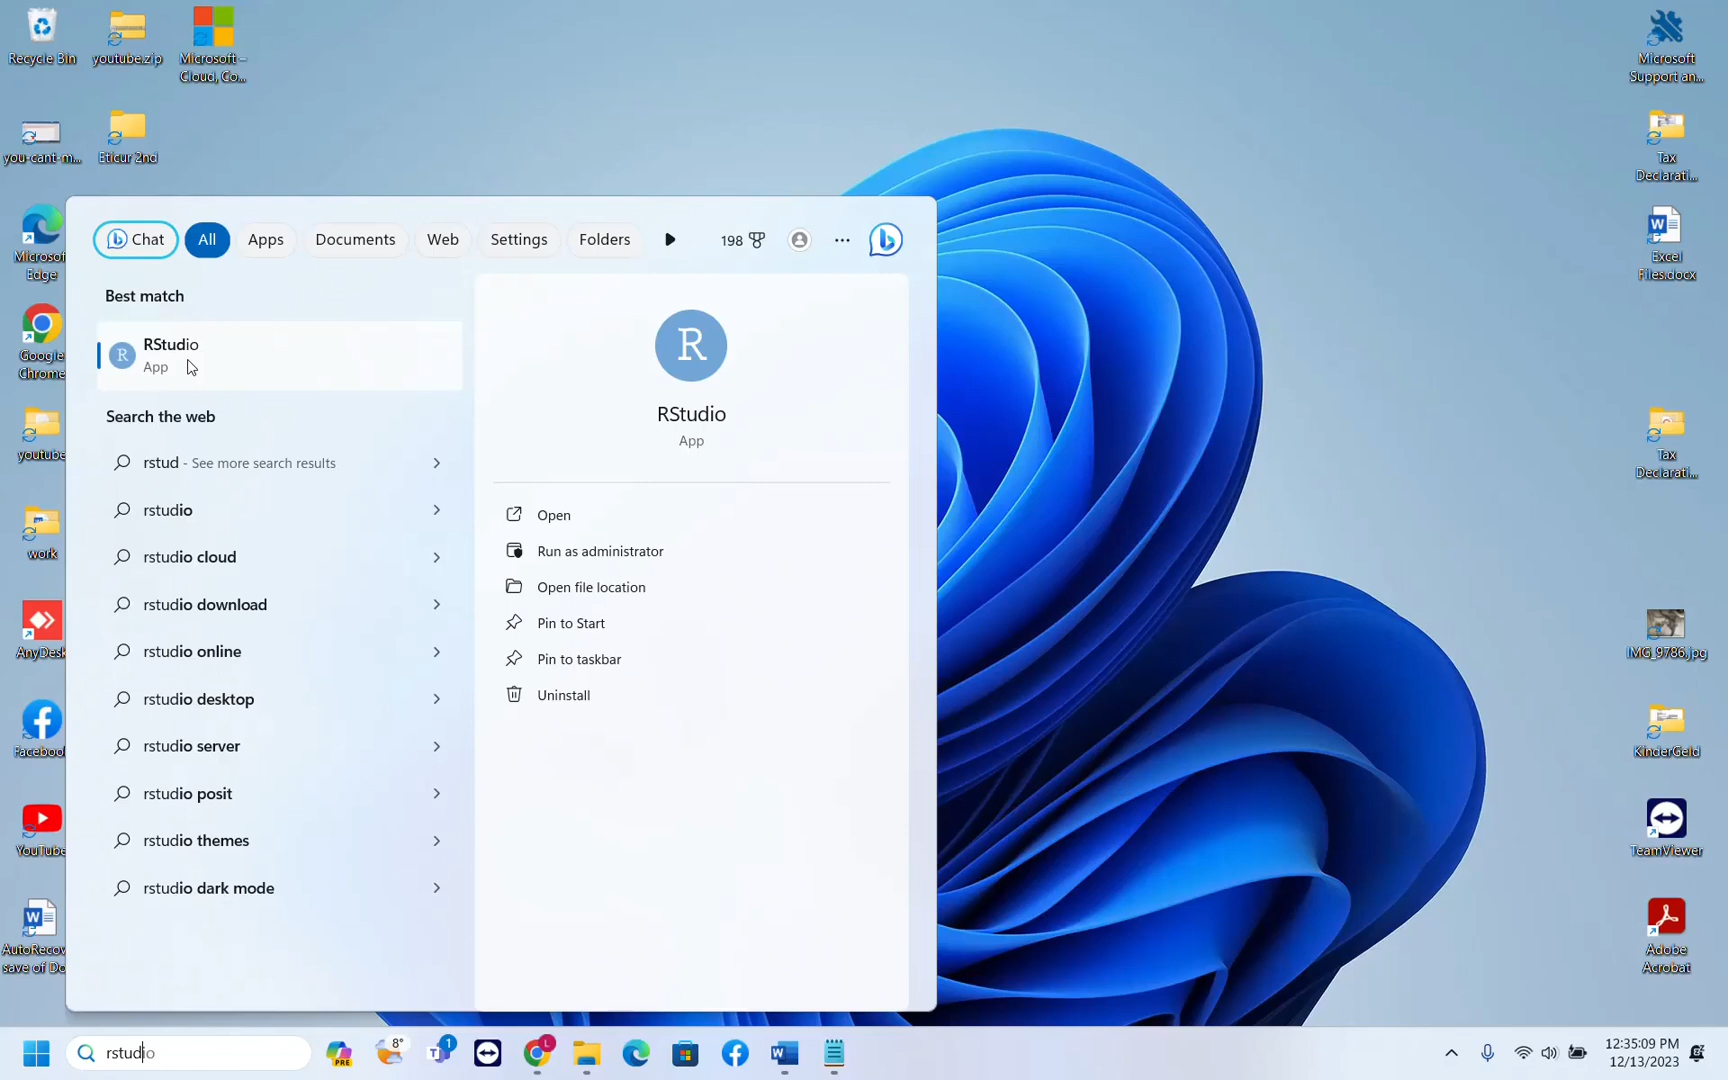 Recycle Bin
youtube.zip
Microsoft –
Cloud, Co...
you-cant-m...
Eticur 2nd
Microsoft
Edge
Google
Chrome
youtube
work
AnyDesk
Facebook
YouTube
AutoRecov
save of Do
Chat
All
Apps
Documents
Web
Settings
Folders
198
Best match
R
RStudio
App
Search the web
rstud - See more search results
rstudio
rstudio cloud
rstudio download
rstudio online
rstudio desktop
rstudio server
rstudio posit
rstudio themes
rstudio dark mode
R
RStudio
App
Open
Run as administrator
Open file location
Pin to Start
Pin to taskbar
Uninstall
Microsoft
Support an...
Tax
Declarati...
Excel
Files.docx
Tax
Declarati...
IMG_9786.jpg
KinderGeld
TeamViewer
Adobe
Acrobat
rstudio
PRE
8°
1
L
12:35:09 PM
12/13/2023